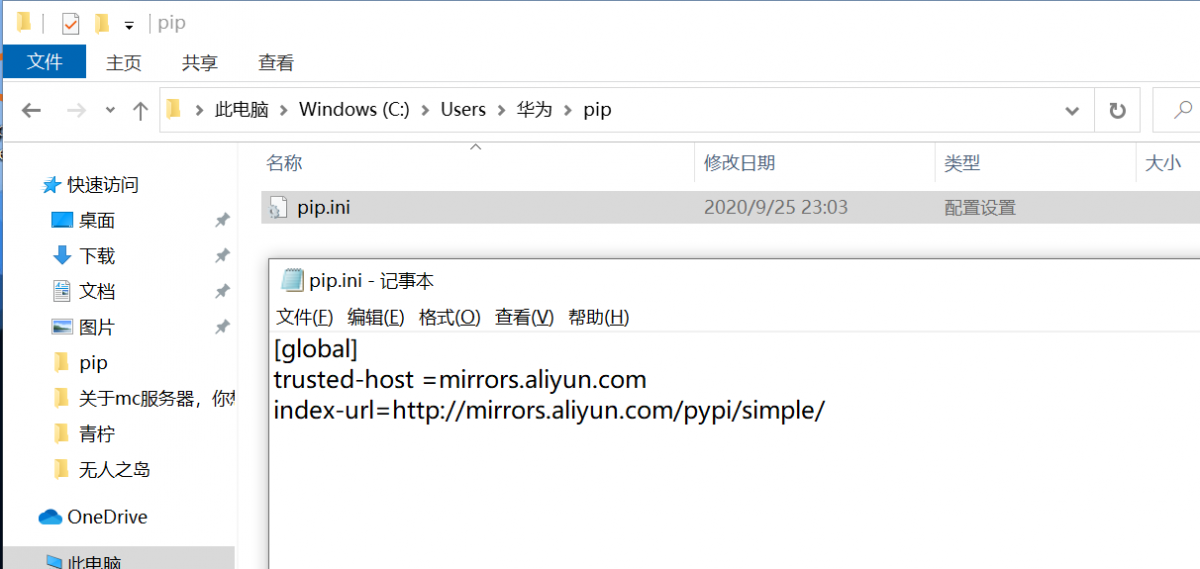 pip
文件 主页 共享 查看
此电脑 Windows (C:) Users 华为 pip
名称 修改日期 类型 大小
快速访问
pip.ini 2020/9/25 23:03 配置设置
桌面
下载
文档
图片
pip
关于mc服务器，你
青柠
无人之岛
OneDrive
此电脑
pip.ini - 记事本
文件(F) 编辑(E) 格式(O) 查看(V) 帮助(H)
[global]
trusted-host =mirrors.aliyun.com
index-url=http://mirrors.aliyun.com/pypi/simple/